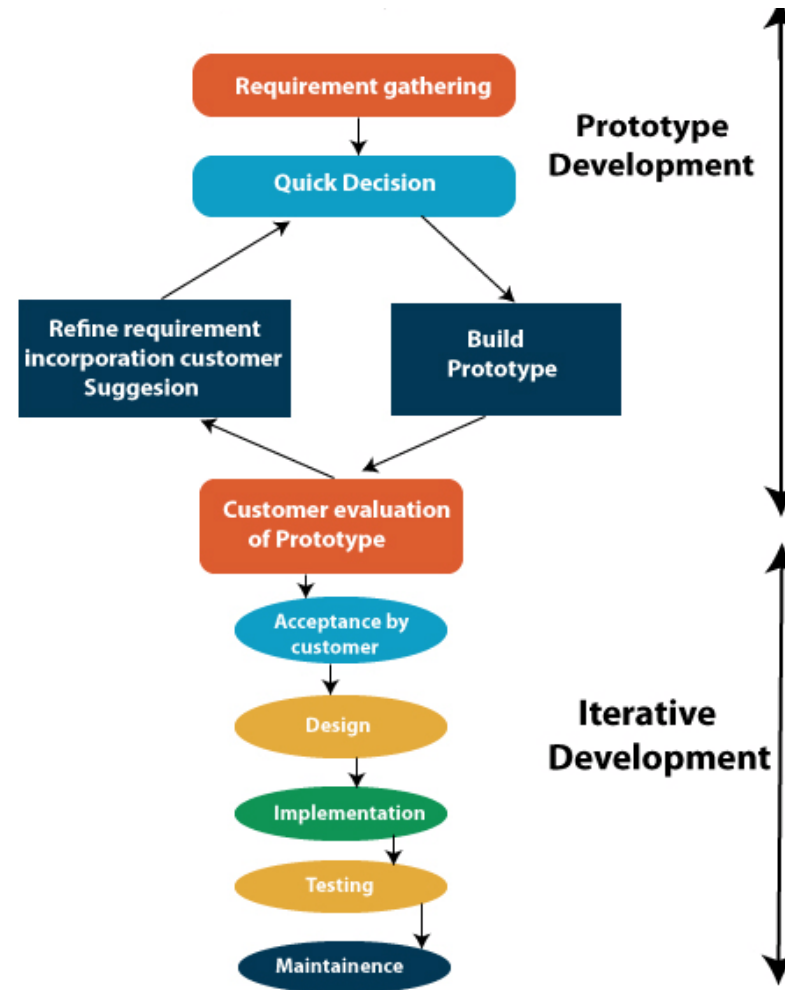 Requirement gathering
Prototype
Development
Quick Decision
Refine requirement
incorporation customer
Suggesion
Build
Prototype
Customer evaluation
of Prototype
Acceptance by
customer
Design
Iterative
Development
Implementation
Testing
Maintainence